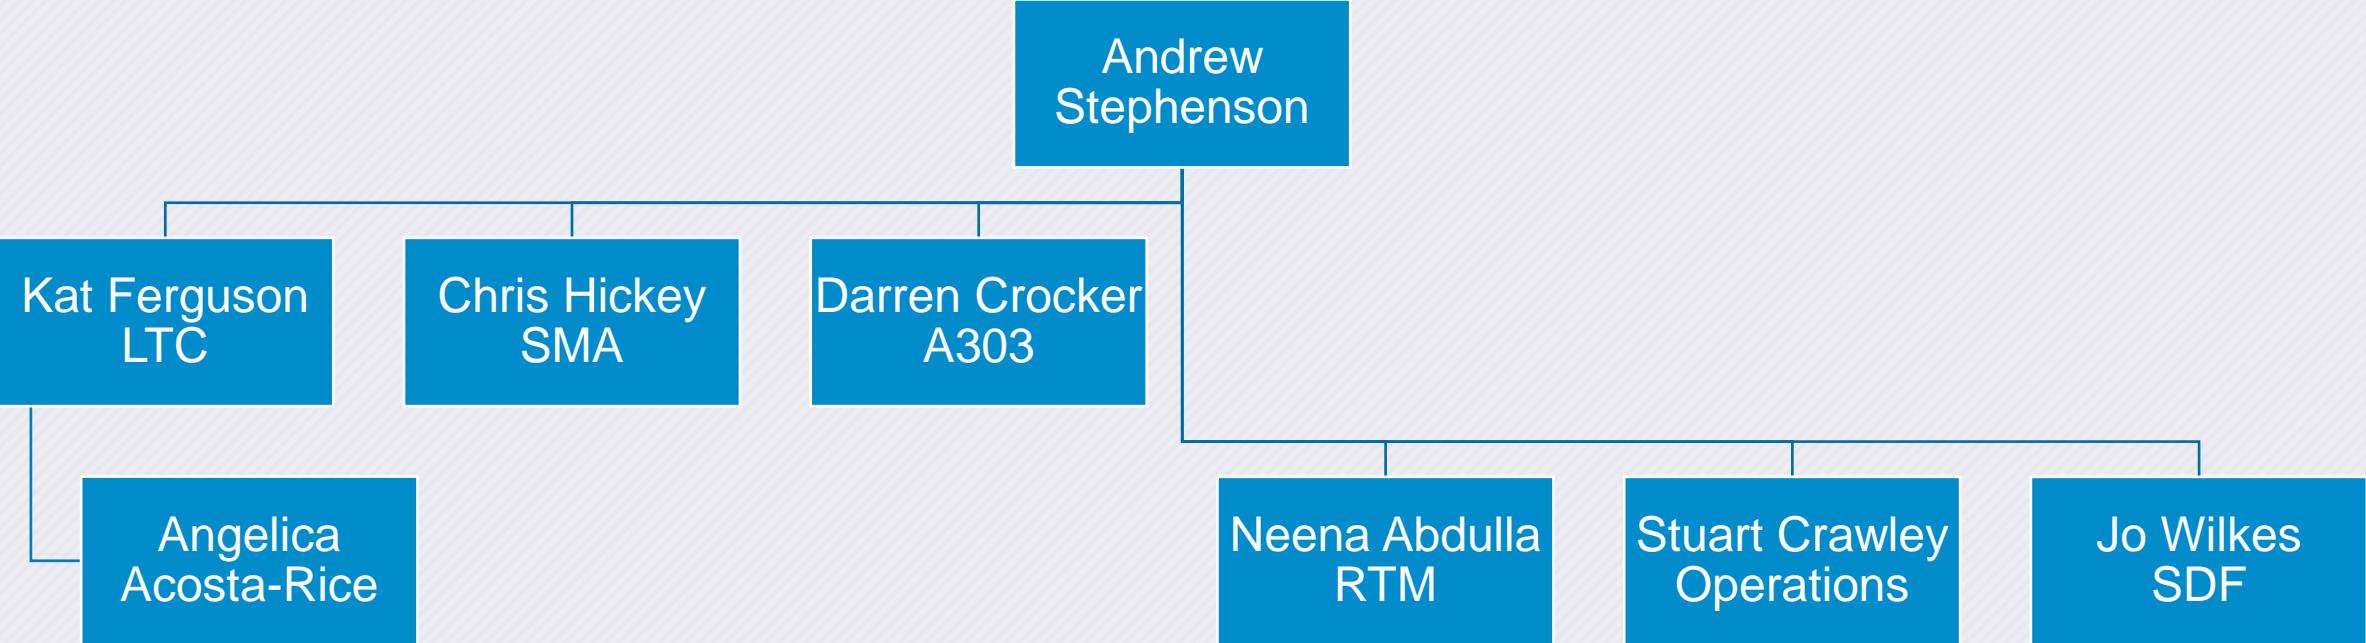 Andrew
Stephenson
Kat Ferguson
LTC
Chris Hickey
SMA
Darren Crocker
A303
Angelica
Acosta-Rice
Neena Abdulla
RTM
Stuart Crawley
Operations
Jo Wilkes
SDF